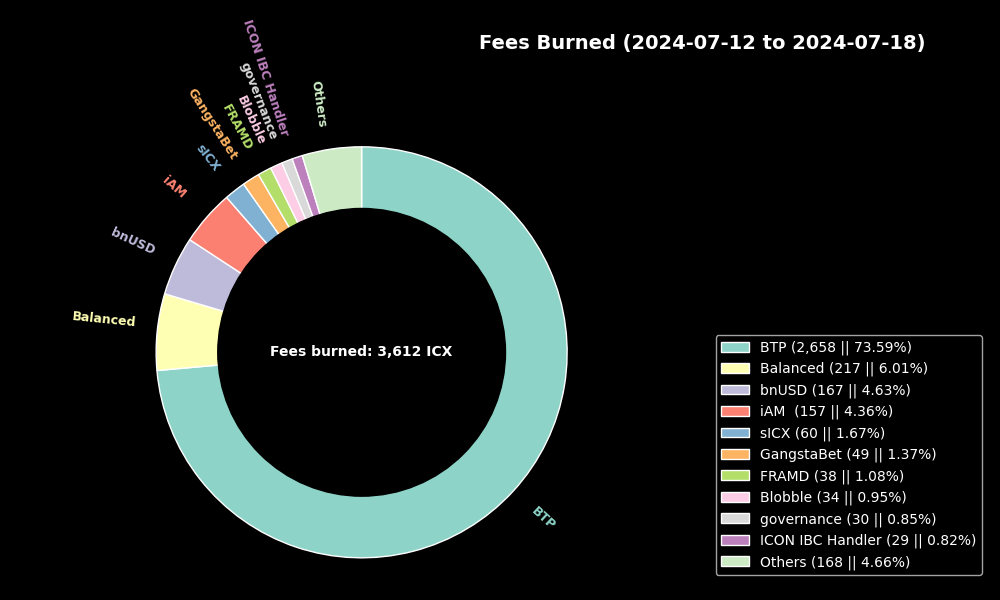 Fees Burned (2024-07-12 to 2024-07-18)
ICON IBC Handler
governance
Others
Blobble
FRAMD
GangstaBet
sICX
iAM
bnUSD
Balanced
Fees burned: 3,612 ICX
BTP
BTP (2,658 || 73.59%)
Balanced (217 || 6.01%)
bnUSD (167 || 4.63%)
iAM  (157 || 4.36%)
sICX (60 || 1.67%)
GangstaBet (49 || 1.37%)
FRAMD (38 || 1.08%)
Blobble (34 || 0.95%)
governance (30 || 0.85%)
ICON IBC Handler (29 || 0.82%)
Others (168 || 4.66%)